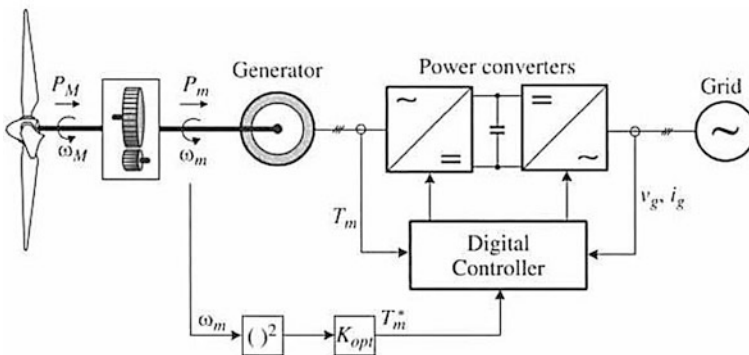 Generator
Power converters
Grid
P_M
P_m
ω_M
ω_m
~
=
=
~
~
T_m
v_g, i_g
Digital
Controller
ω_m
( )²
K_opt
T_m^*